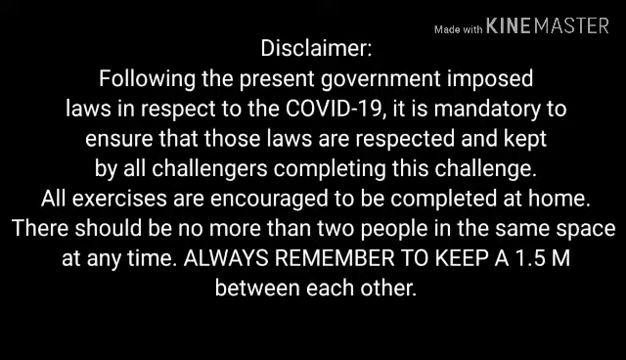 Made with KINEMASTER
Disclaimer:
Following the present government imposed
laws in respect to the COVID-19, it is mandatory to
ensure that those laws are respected and kept
by all challengers completing this challenge.
All exercises are encouraged to be completed at home.
There should be no more than two people in the same space
at any time. ALWAYS REMEMBER TO KEEP A 1.5 M
between each other.